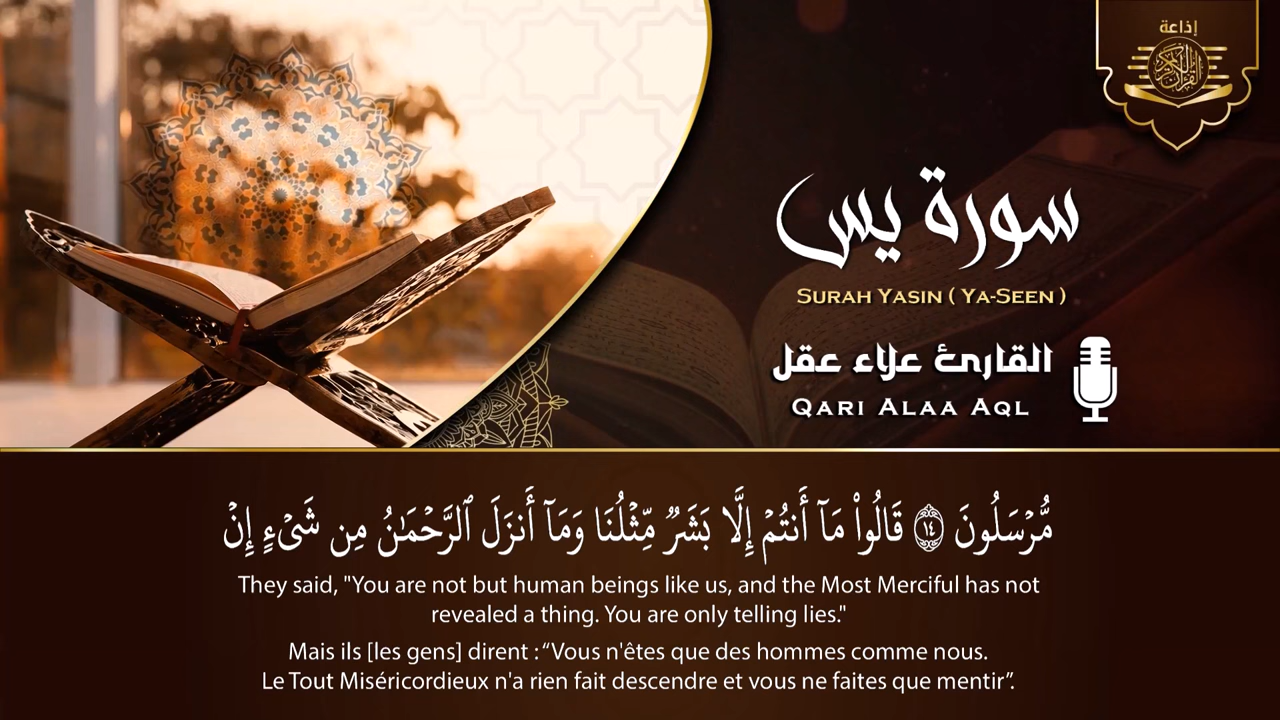 إذاعة
القرآن الكريم
سورة يس
SURAH YASIN ( YA-SEEN )
القارئ علاء عقل
QARI ALAA AQL
مُّرْسَلُونَ ١٤ قَالُوا۟ مَآ أَنتُمْ إِلَّا بَشَرٌ مِّثْلُنَا وَمَآ أَنزَلَ ٱلرَّحْمَـٰنُ مِن شَىْءٍ إِنْ
They said, "You are not but human beings like us, and the Most Merciful has not
revealed a thing. You are only telling lies."
Mais ils [les gens] dirent : “Vous n'êtes que des hommes comme nous.
Le Tout Miséricordieux n'a rien fait descendre et vous ne faites que mentir”.